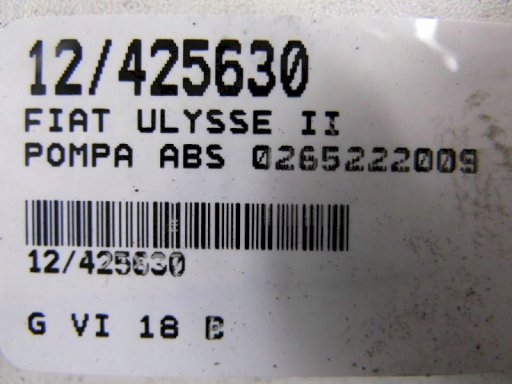 12/425630
FIAT ULYSSE II
POMPA ABS 0265222009
12/425630
G VI 18 B